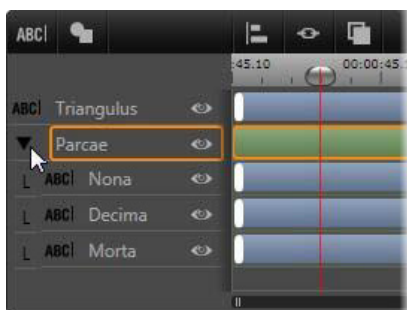 ABC
:45.10 00:00:45.
ABC Triangulus
Parcae
ABC Nona
ABC Decima
ABC Morta